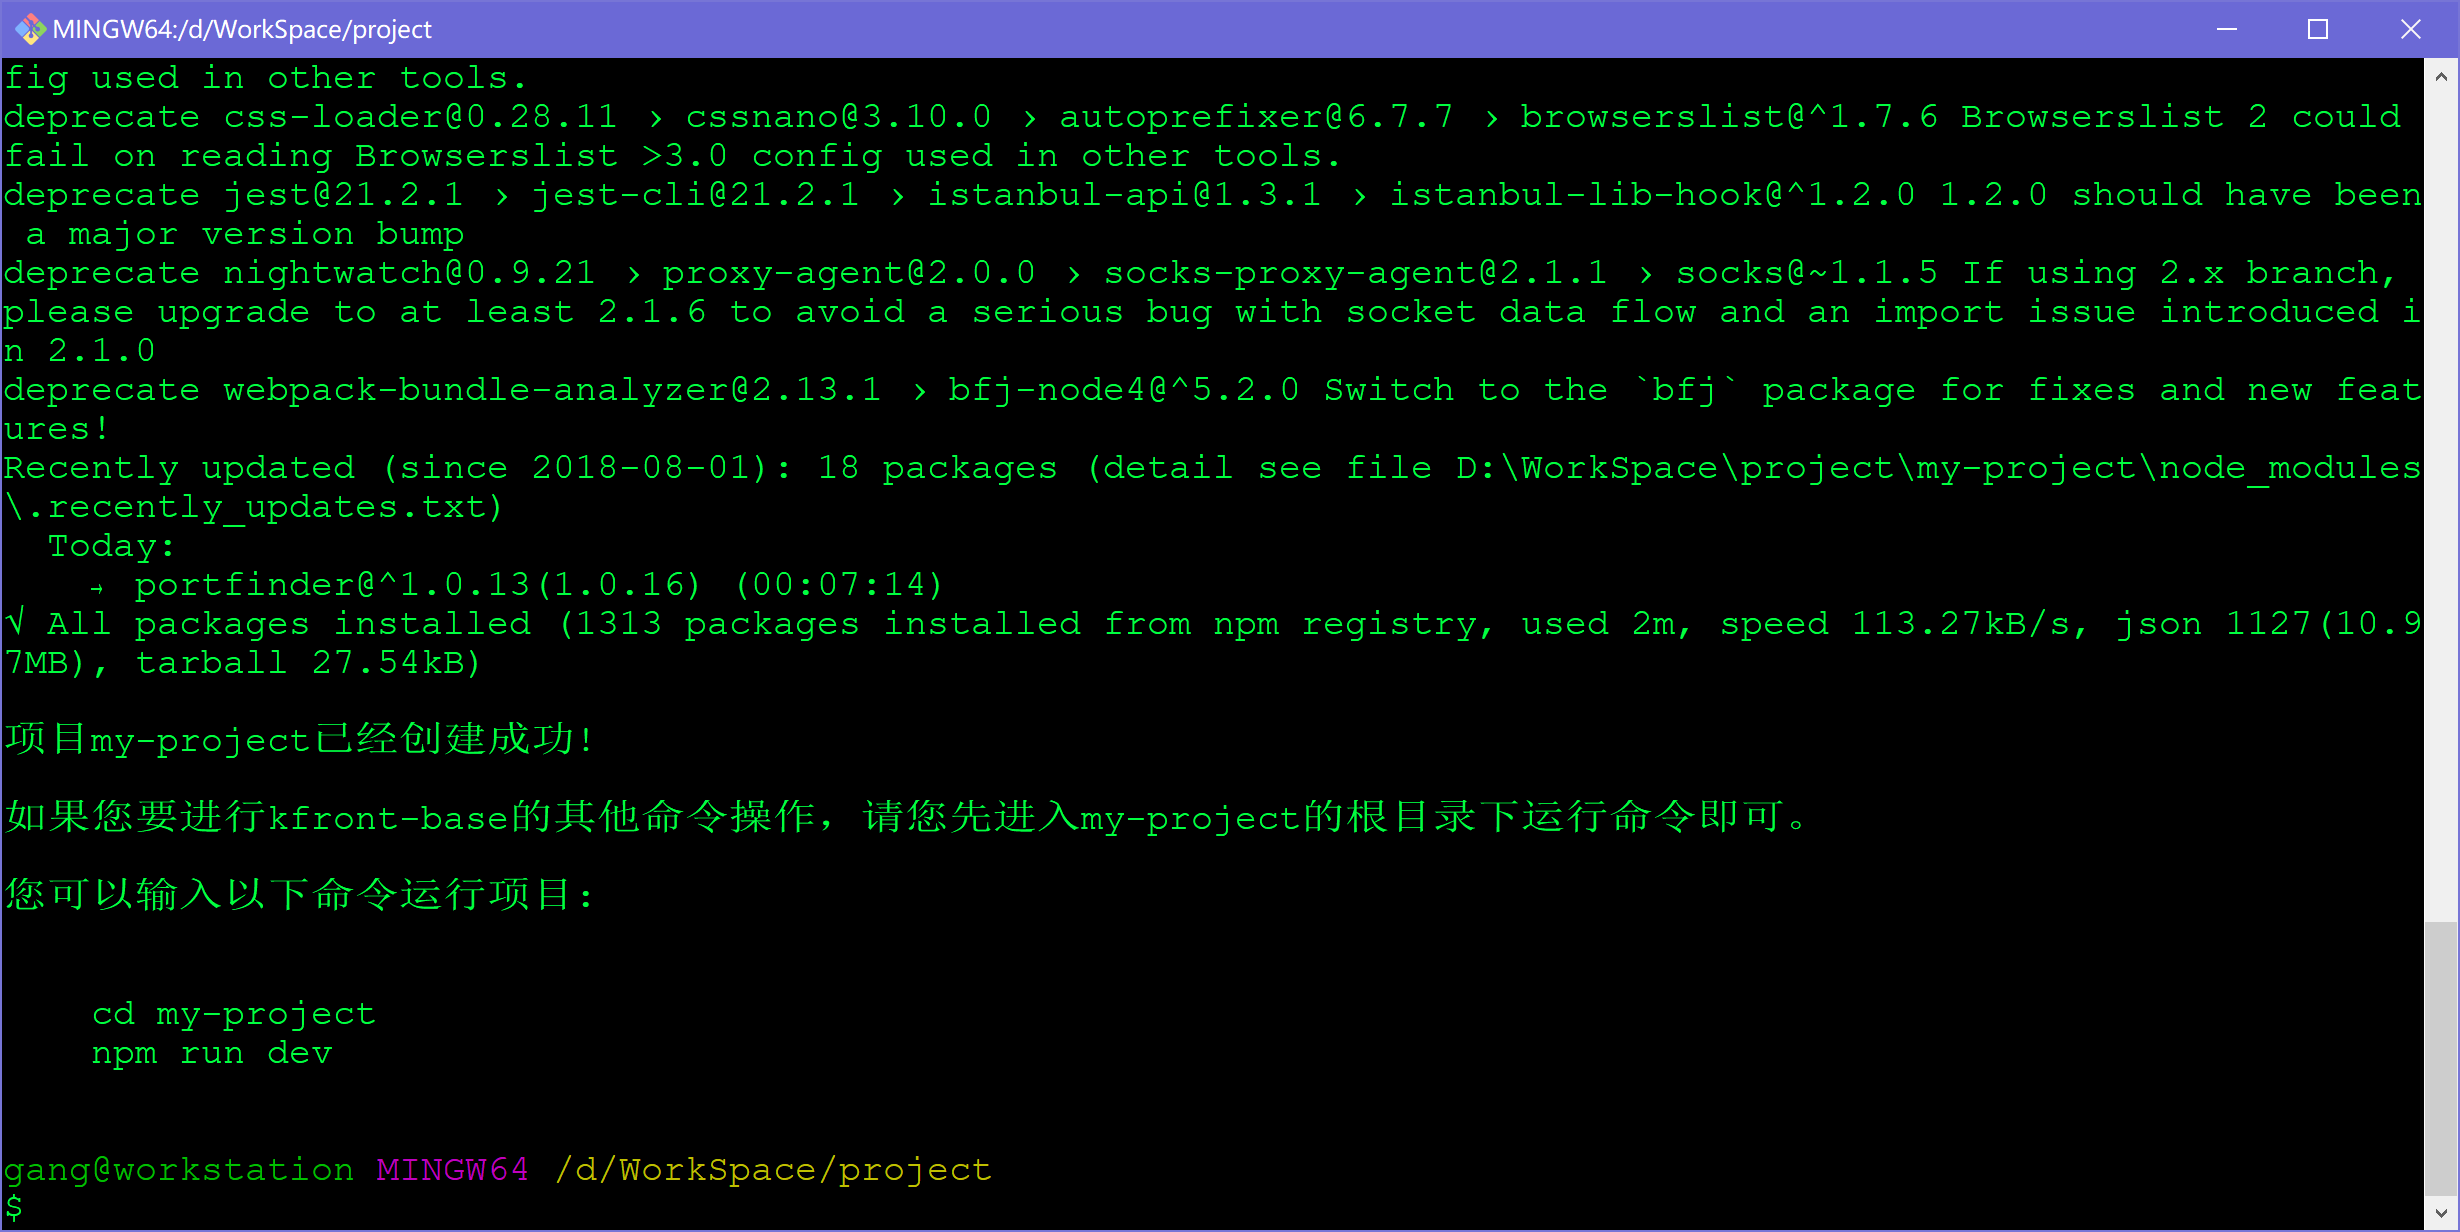 MINGW64:/d/WorkSpace/project
fig used in other tools.
deprecate css-loader@0.28.11 › cssnano@3.10.0 › autoprefixer@6.7.7 › browserslist@^1.7.6 Browserslist 2 could
fail on reading Browserslist >3.0 config used in other tools.
deprecate jest@21.2.1 › jest-cli@21.2.1 › istanbul-api@1.3.1 › istanbul-lib-hook@^1.2.0 1.2.0 should have been
 a major version bump
deprecate nightwatch@0.9.21 › proxy-agent@2.0.0 › socks-proxy-agent@2.1.1 › socks@~1.1.5 If using 2.x branch,
please upgrade to at least 2.1.6 to avoid a serious bug with socket data flow and an import issue introduced i
n 2.1.0
deprecate webpack-bundle-analyzer@2.13.1 › bfj-node4@^5.2.0 Switch to the `bfj` package for fixes and new feat
ures!
Recently updated (since 2018-08-01): 18 packages (detail see file D:\WorkSpace\project\my-project\node_modules
\.recently_updates.txt)
  Today:
    → portfinder@^1.0.13(1.0.16) (00:07:14)
√ All packages installed (1313 packages installed from npm registry, used 2m, speed 113.27kB/s, json 1127(10.9
7MB), tarball 27.54kB)
项目my-project已经创建成功!
如果您要进行kfront-base的其他命令操作，请您先进入my-project的根目录下运行命令即可。
您可以输入以下命令运行项目:
    cd my-project
    npm run dev
gang@workstation MINGW64 /d/WorkSpace/project
$